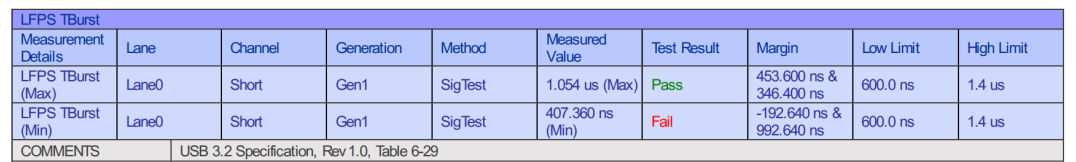 LFPS TBurst
Measurement Details Lane Channel Generation Method Measured Value Test Result Margin Low Limit High Limit
LFPS TBurst (Max) Lane0 Short Gen1 SigTest 1.054 us (Max) Pass 453.600 ns & 346.400 ns 600.0 ns 1.4 us
LFPS TBurst (Min) Lane0 Short Gen1 SigTest 407.360 ns (Min) Fail -192.640 ns & 992.640 ns 600.0 ns 1.4 us
COMMENTS USB 3.2 Specification, Rev 1.0, Table 6-29